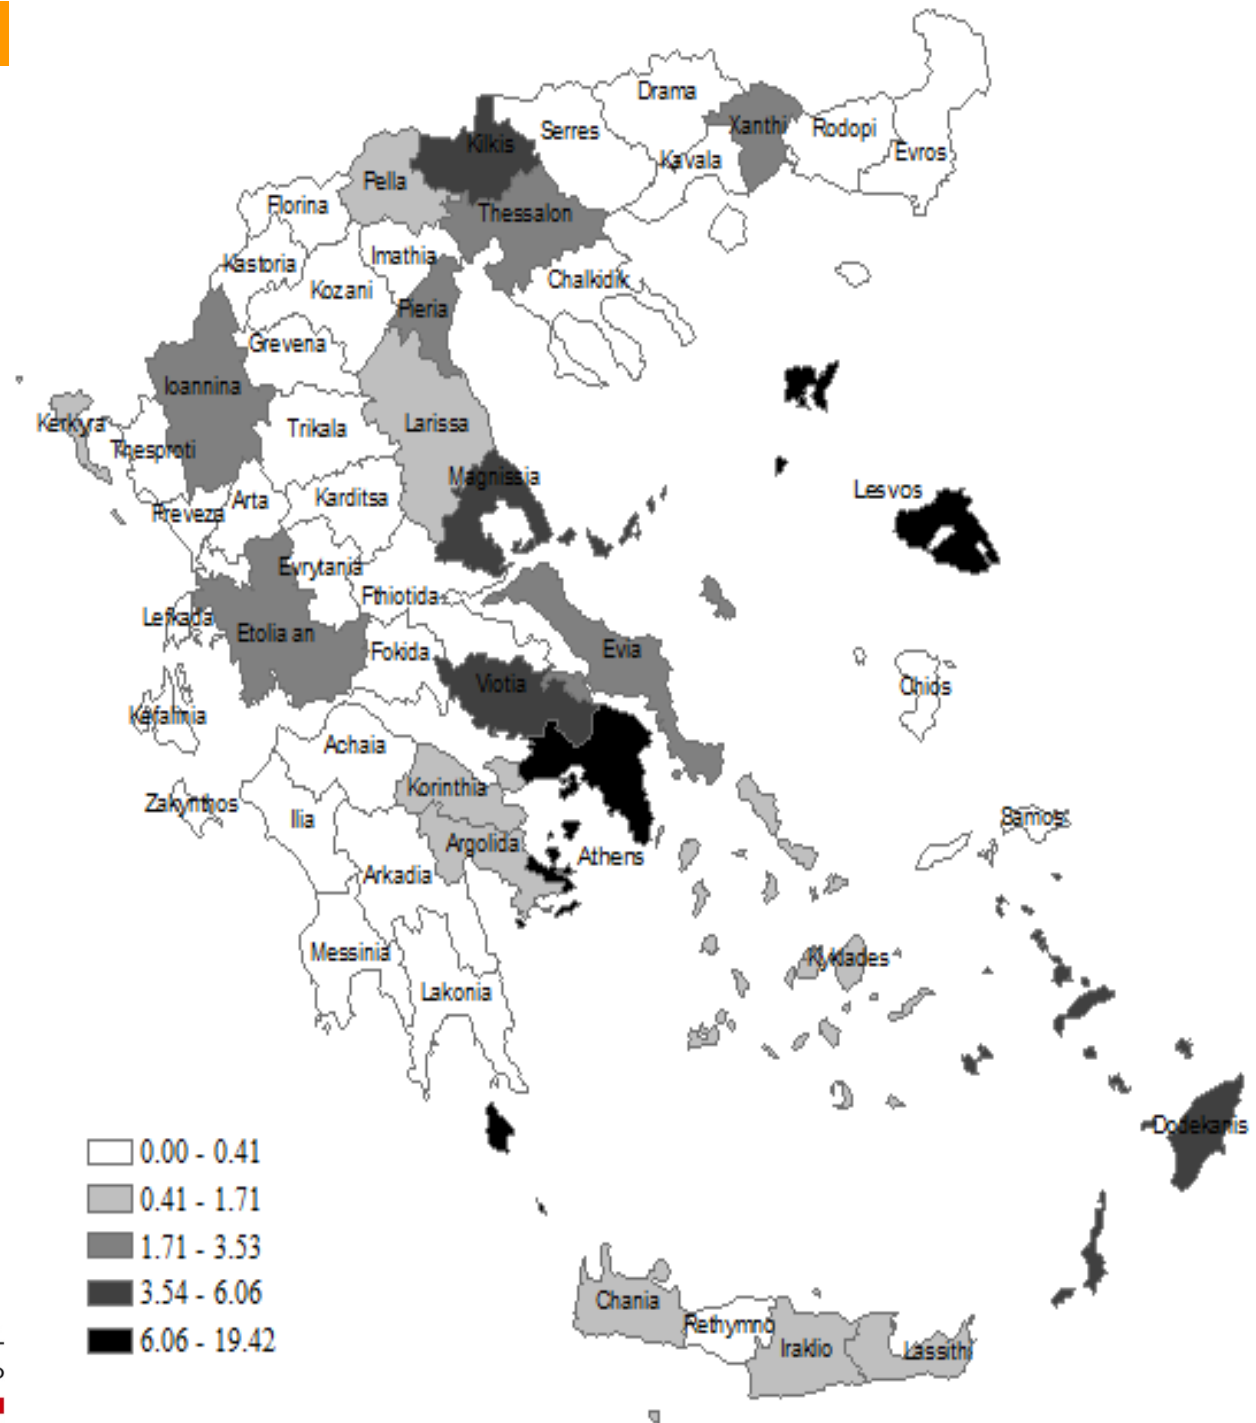 Drama
Serres
Xanthi
Rodopi
Kilkis
Kavala
Evros
Pella
Florina
Thessalon
Imathia
Kastoria
Chalkidik
Kozani
Pieria
Grevena
Ioannina
Kerkyra
Larissa
Trikala
Thesproti
Magnissia
Lesvos
Arta
Karditsa
Preveza
Evrytania
Fthiotida
Lefkada
Etolia an
Fokida
Evia
Viotia
Chios
Kefalinia
Achaia
Korinthia
Zakynthos
Ilia
Samos
Argolida
Athens
Arkadia
Messinia
Kyklades
Lakonia
Dodekanis
0.00 - 0.41
0.41 - 1.71
1.71 - 3.53
3.54 - 6.06
6.06 - 19.42
Chania
Rethymno
Iraklio
Lassithi